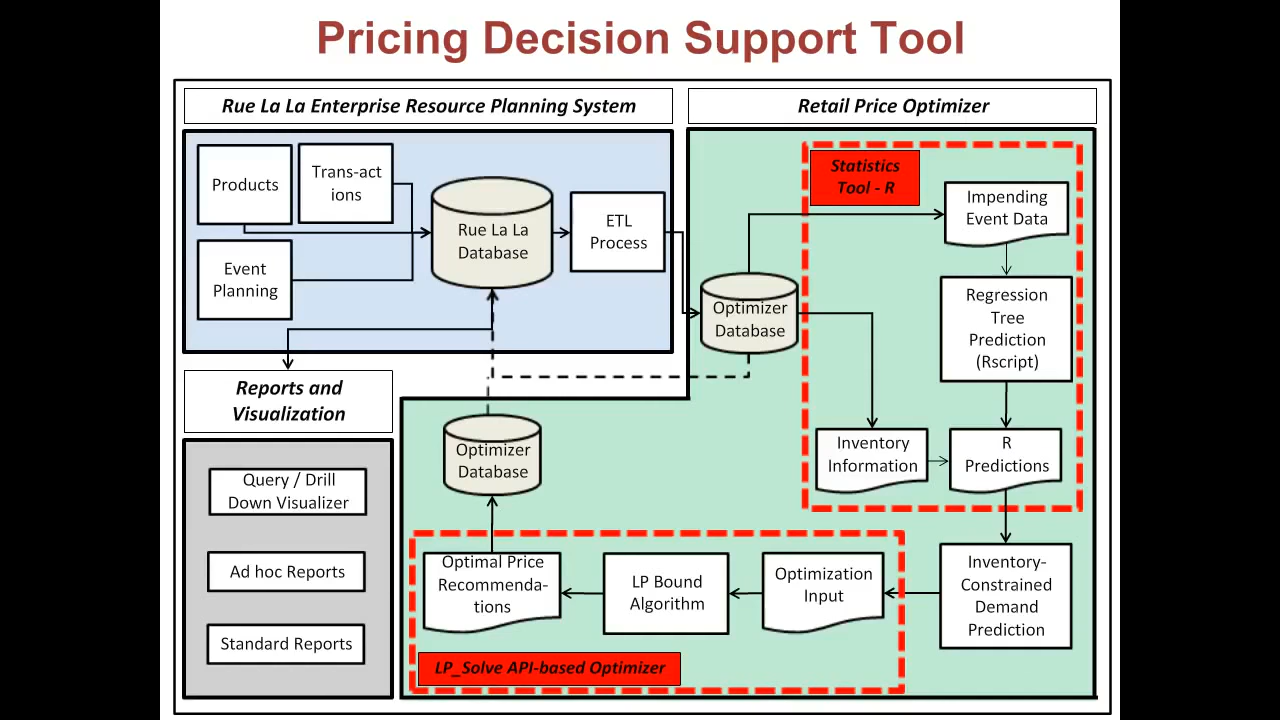 Pricing Decision Support Tool
Rue La La Enterprise Resource Planning System
Retail Price Optimizer
Products
Trans-act
ions
Event
Planning
Rue La La
Database
ETL
Process
Optimizer
Database
Statistics
Tool - R
Impending
Event Data
Regression
Tree
Prediction
(Rscript)
Inventory
Information
R
Predictions
Inventory-
Constrained
Demand
Prediction
Optimization
Input
LP Bound
Algorithm
Optimal Price
Recommenda-
tions
LP_Solve API-based Optimizer
Optimizer
Database
Reports and
Visualization
Query / Drill
Down Visualizer
Ad hoc Reports
Standard Reports